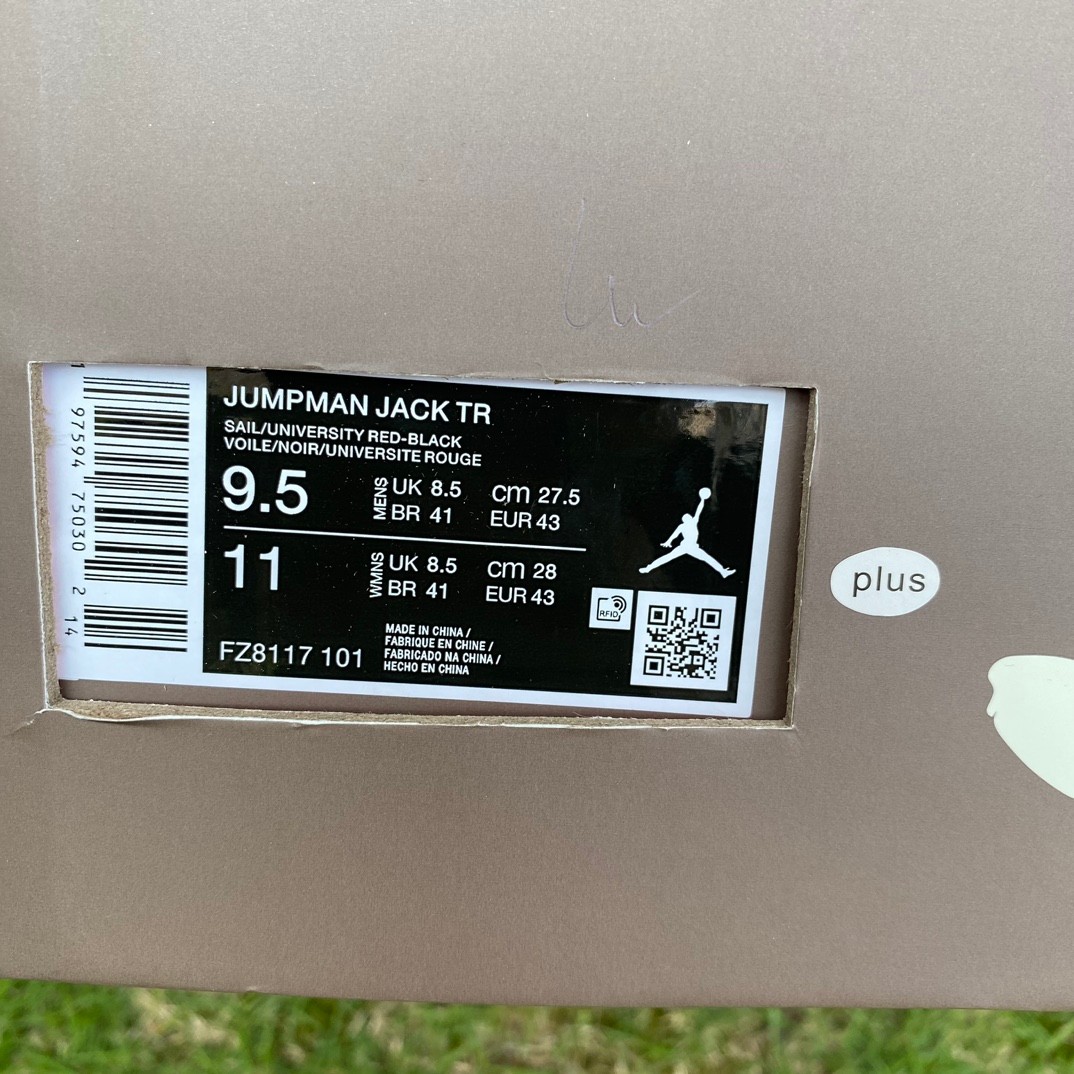 JUMPMAN JACK TR
SAIL/UNIVERSITY RED-BLACK
VOILE/NOIR/UNIVERSITE ROUGE
9.5
MENS
UK 8.5
cm 27.5
BR 41
EUR 43
11
WMNS
UK 8.5
cm 28
BR 41
EUR 43
FZ8117 101
MADE IN CHINA /
FABRIQUE EN CHINE /
FABRICADO NA CHINA /
HECHO EN CHINA
RFID
1 97594 75030 2 14
plus